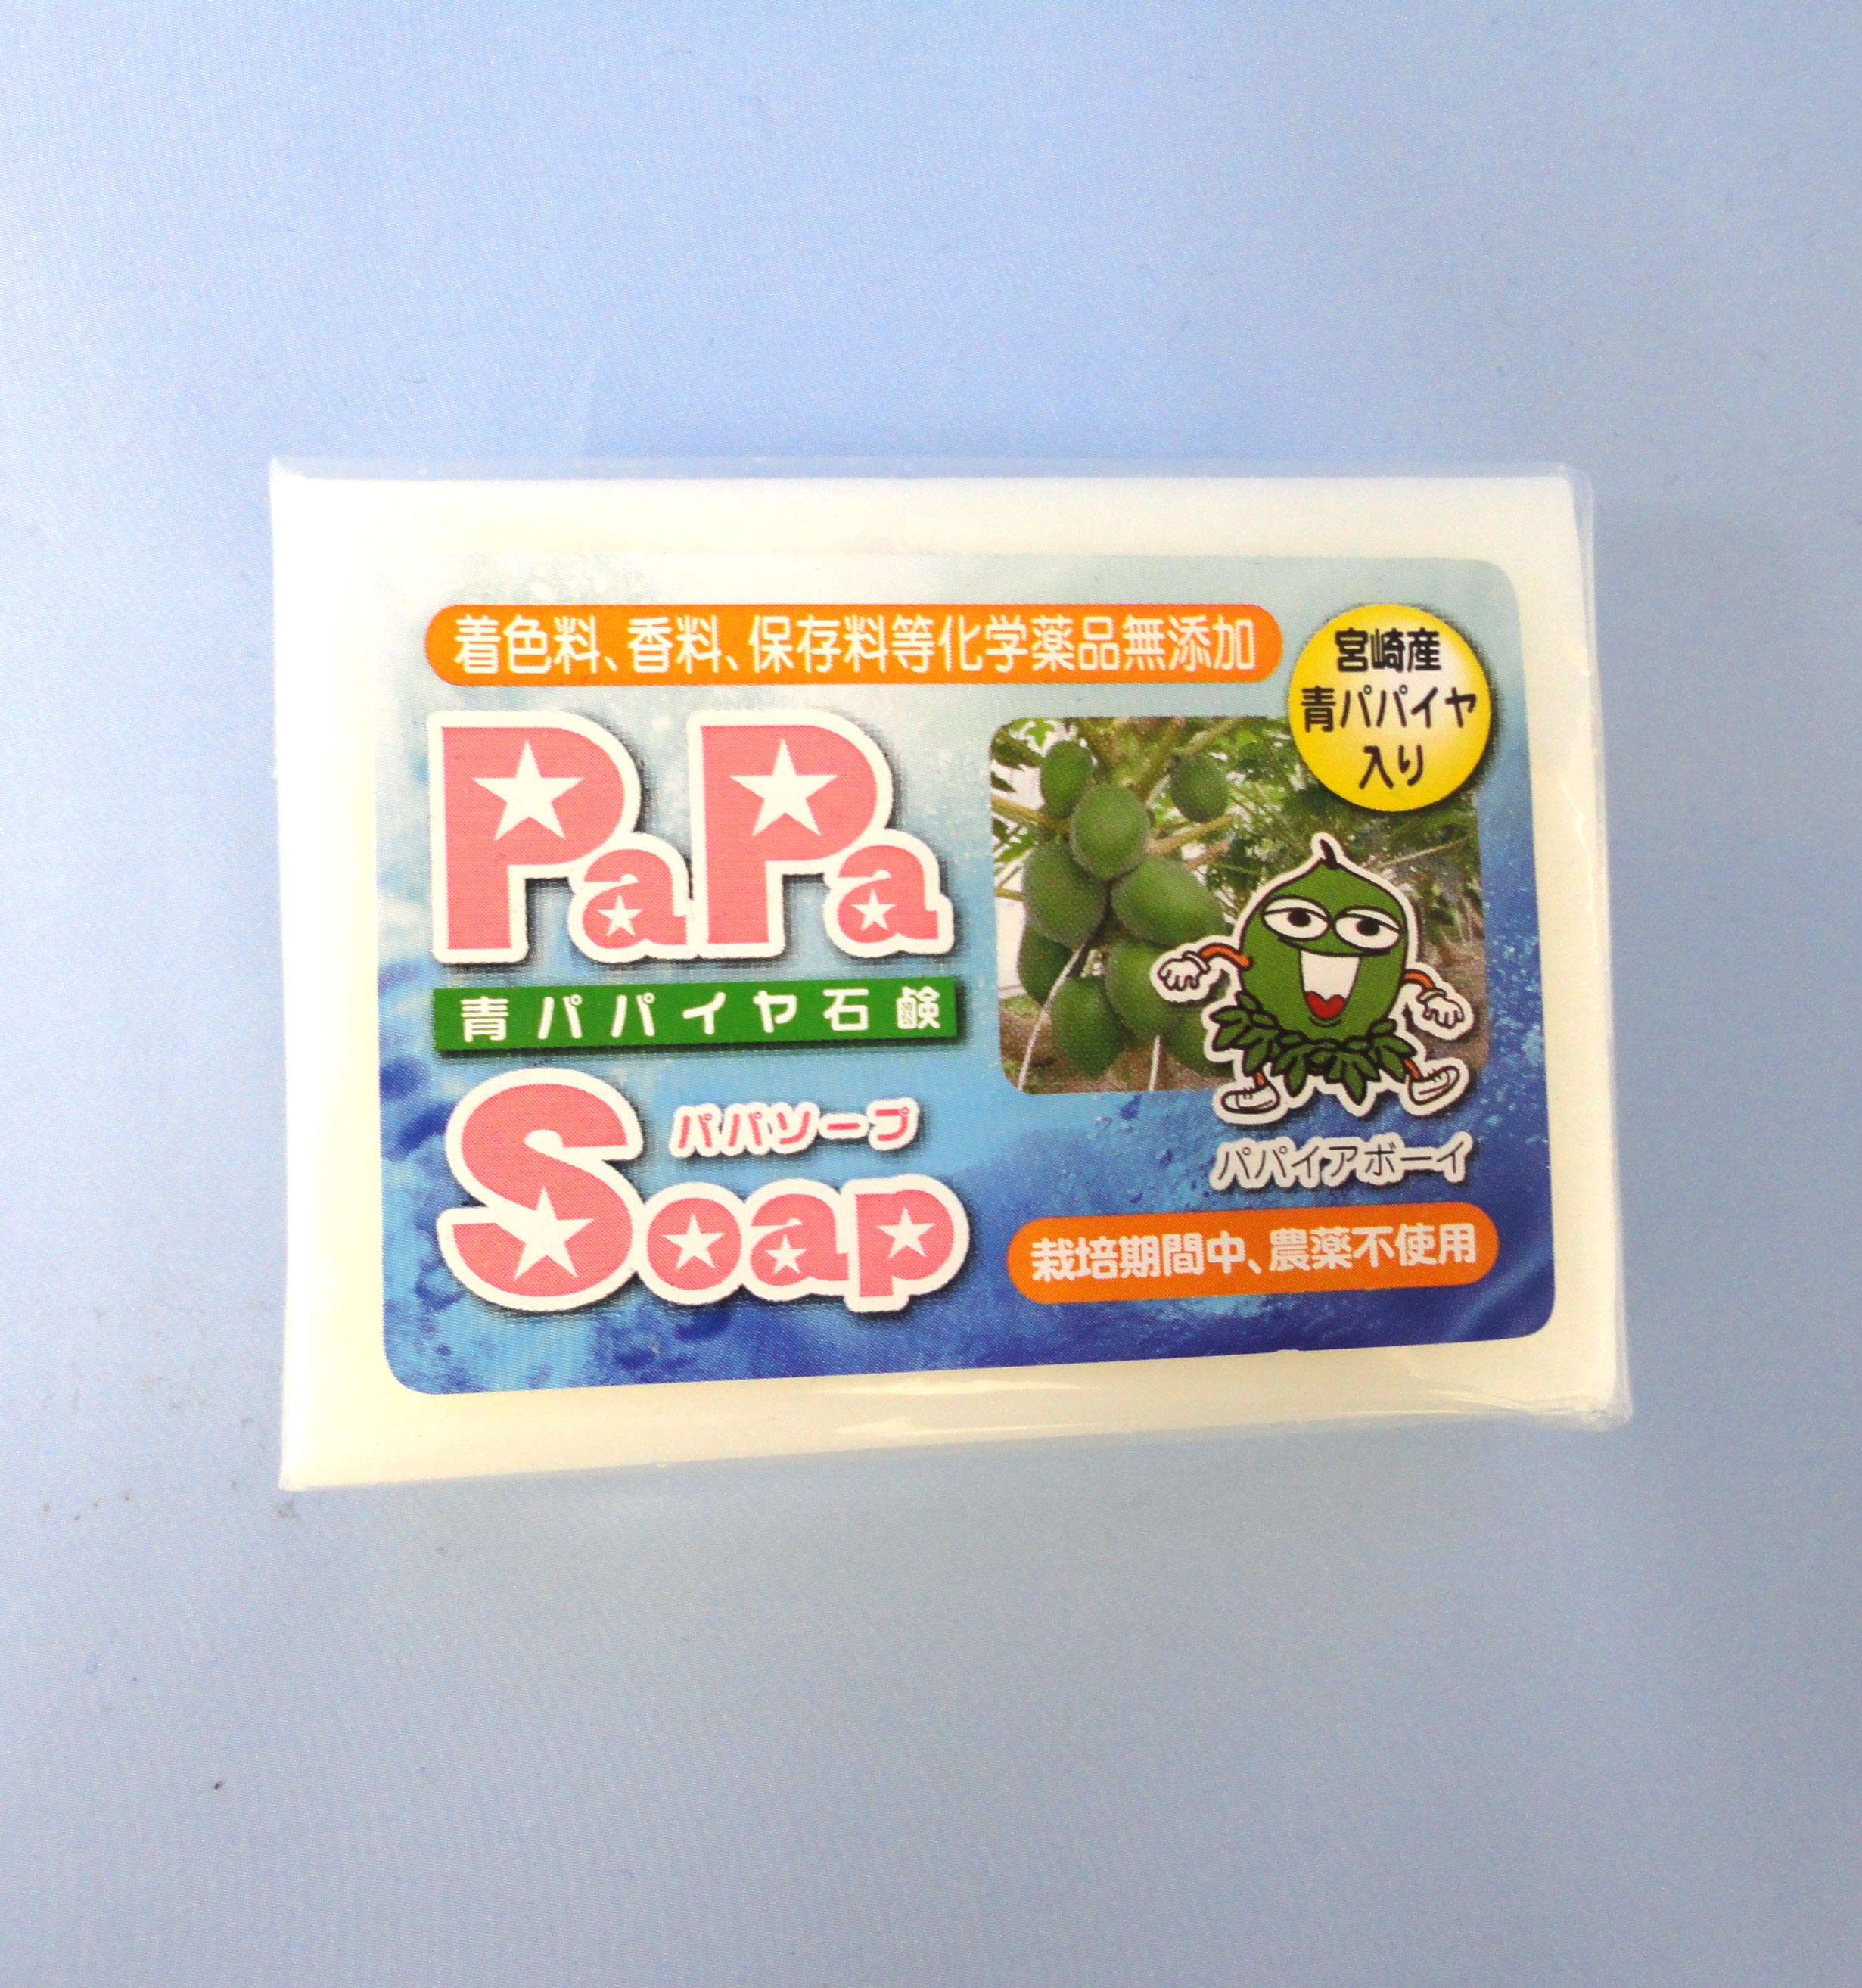 着色料、香料、保存料等化学薬品無添加
宮崎産
青パパイヤ
入り
PaPa
青パパイヤ石鹸
パパソープ
Soap
パパイアボーイ
栽培期間中、農薬不使用